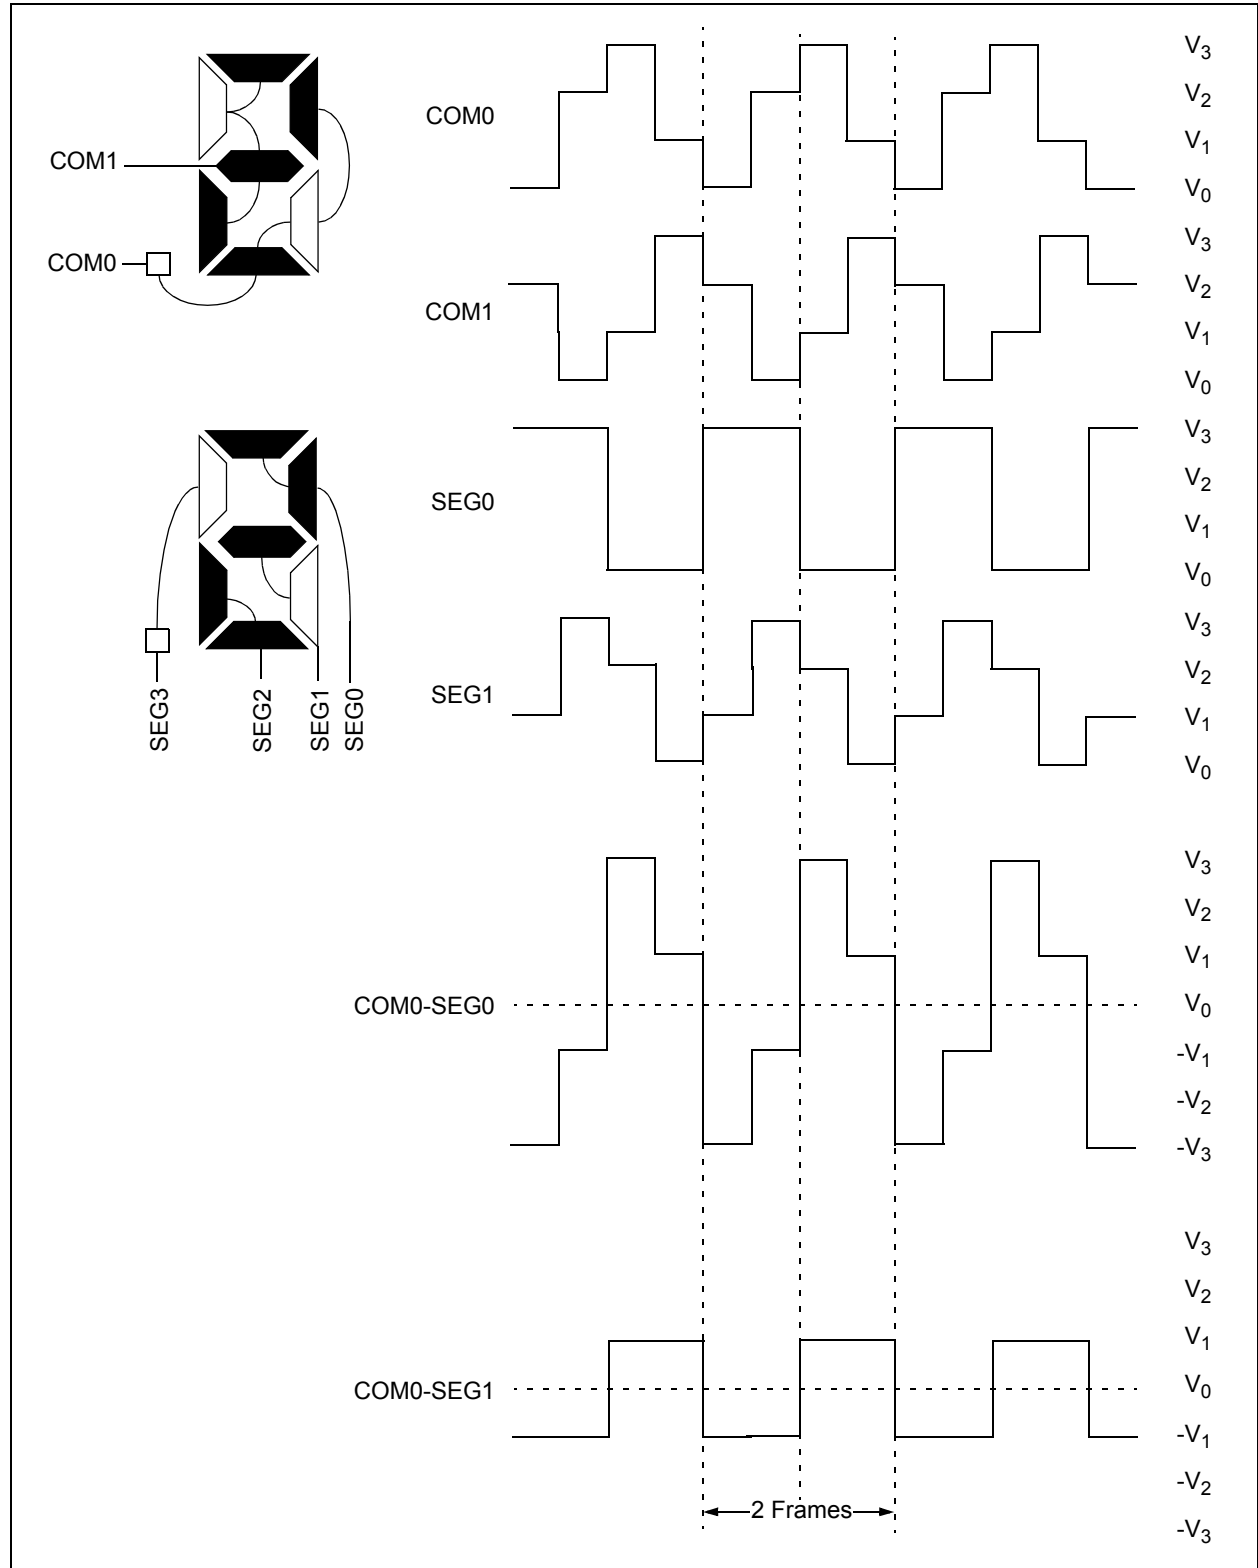 COM1
COM0
SEG3
SEG2
SEG1
SEG0
COM0
V3
V2
V1
V0
COM1
V3
V2
V1
V0
SEG0
V3
V2
V1
V0
SEG1
V3
V2
V1
V0
COM0-SEG0
V3
V2
V1
V0
-V1
-V2
-V3
COM0-SEG1
V3
V2
V1
V0
-V1
-V2
-V3
2 Frames